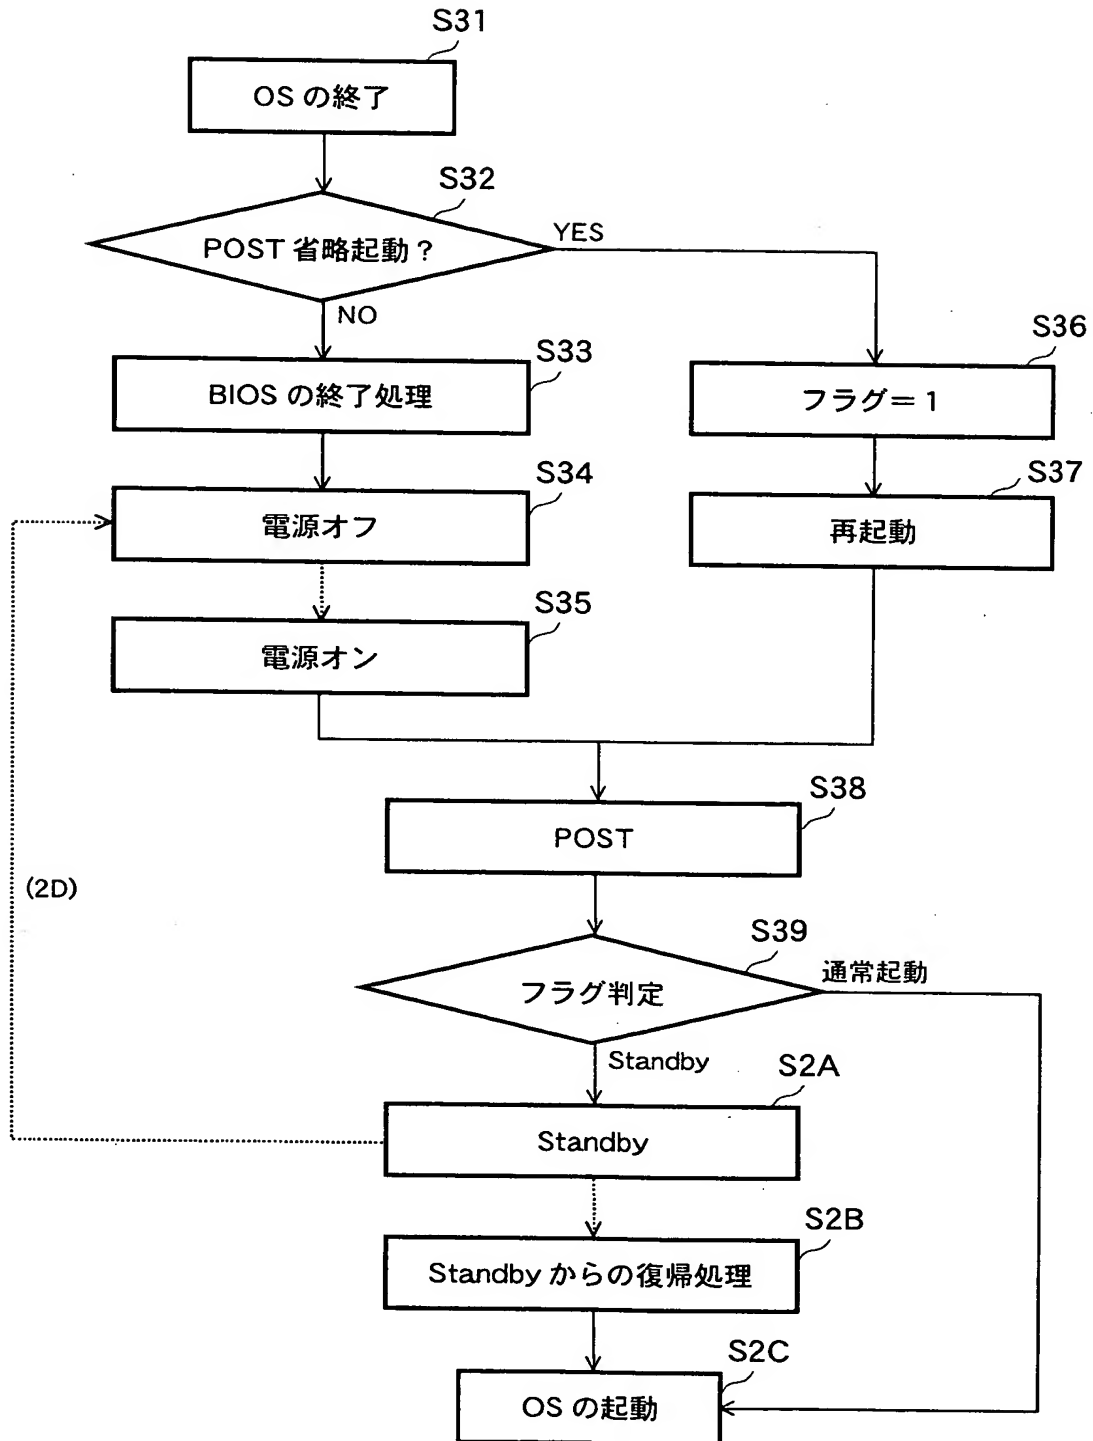 S31
OS の終了
S32
POST 省略起動?
YES
NO
S33
BIOS の終了処理
S36
フラグ=1
S34
電源オフ
S37
再起動
S35
電源オン
S38
POST
(2D)
S39
フラグ判定
通常起動
Standby
S2A
Standby
S2B
Standby からの復帰処理
S2C
OS の起動